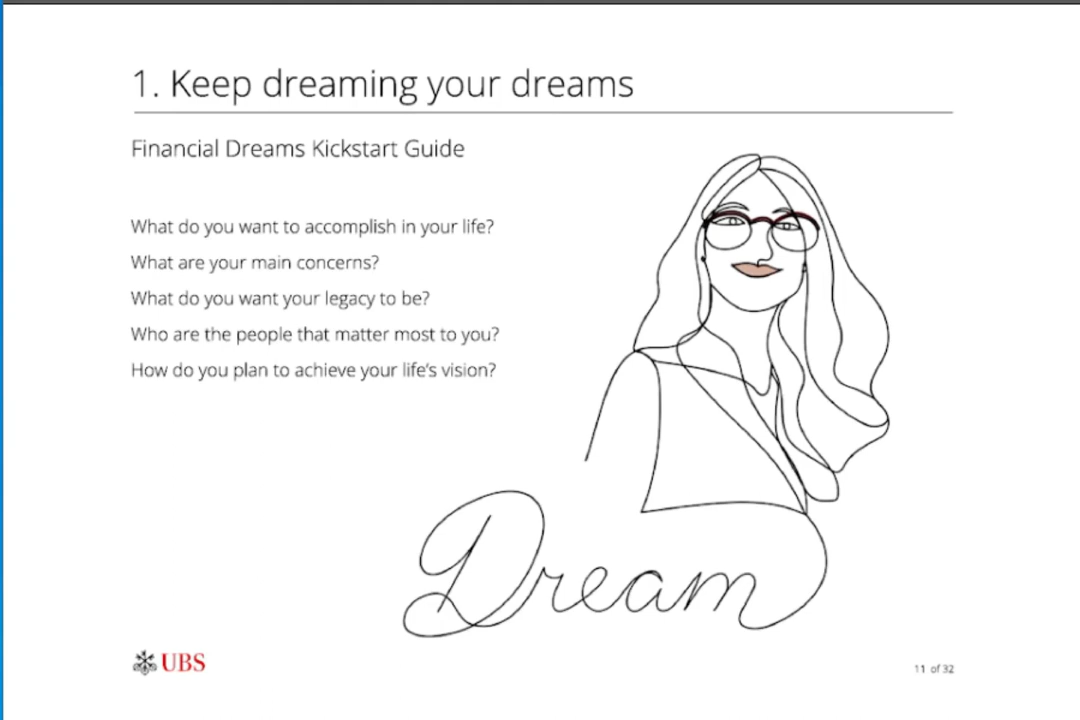 1. Keep dreaming your dreams
Financial Dreams Kickstart Guide
What do you want to accomplish in your life?
What are your main concerns?
What do you want your legacy to be?
Who are the people that matter most to you?
How do you plan to achieve your life's vision?
Dream
UBS
11 of 32